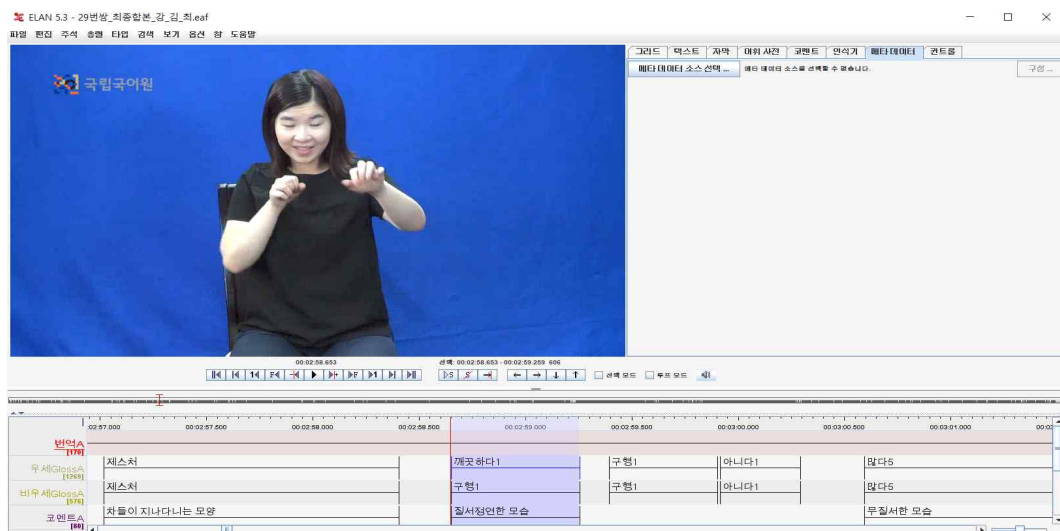 ELAN 5.3 - 29번쌍_최종합본_강_김_최.eaf
파일 편집 주석 층렬 타입 검색 보기 옵션 창 도움말
국립국어원
그리드 텍스트 자막 어휘 사전 코멘트 인식기 메타데이터 컨트롤
메타데이터 소스 선택 ... 메타 데이터 소스를 선택할 수 없습니다. 구성 ...
00:02:58.653 선택: 00:02:58.653 - 00:02:59.259 606
선택 모드 루프 모드
02:57.000 00:02:57.500 00:02:58.000 00:02:58.500 00:02:59.000 00:02:59.500 00:03:00.000 00:03:00.500 00:03:01.000
번역A
[170]
우세GlossA 제스처 깨끗하다1 구형1 아니다1 많다5
[1269]
비우세GlossA 제스처 구형1 구형1 아니다1 많다5
[576]
코멘트A 차들이 지나다니는 모양 질서정연한 모습 무질서한 모습
[80]